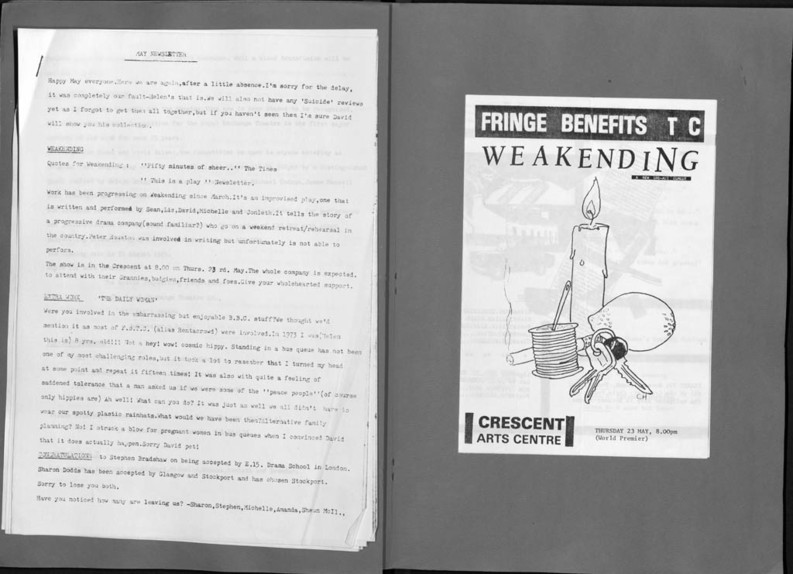 MAY NEWSLETTER
Happy May everyone.Here we are again,after a little absence.I'm sorry for the delay,
it was completely our fault-Helen's that is.We will also not have any 'Suicide' reviews
yet as I forgot to get them all together,but if you haven't seen them I'm sure David
will show you his collection.
WEAKENDING
Quotes for Weakending : ''Fifty minutes of sheer..'' The Times
'' This is a play '' Newsletter.
Work has been progressing on Weakending since March.It's an improvised play,one that
is written and performed by Sean,Liz,David,Michelle and Conleth.It tells the story of
a progressive drama company(sound familiar?) who go on a weekend retreat/rehearsal in
the country.Peter was involved in writing but unfortunately is not able to
perform.
The show is in the Crescent at 8.00 on Thurs. 23 rd. May.The whole company is expected
to attend with their Grannies,budgies,friends and foes.Give your wholehearted support.
EXTRA WORK 'THE DAILY WOMAN'
Were you involved in the embarrassing but enjoyable B.B.C. stuff?We thought we'd
mention it as most of (alias Rentacrowd) were involved.In 1973 I was(Helen
this is) 8 yrs. old!!! Not a hey! wow! cosmic hippy. Standing in a bus queue has not been
one of my most challenging roles,but it took a lot to remember that I turned my head
at some point and repeat it fifteen times! It was also with quite a feeling of
saddened tolerance that a man asked us if we were some of the ''peace people''(of course
only hippies are) Ah well! What can you do? It was just as well we all didn't have to
wear our spotty plastic rainhats.What would we have been then?Alternative family
planning? No! I struck a blow for pregnant women in bus queues when I convinced David
that it does actually happen.Sorry David pet!
CONGRATULATIONS to Stephen Bradshaw on being accepted by E.15. Drama School in London.
Sharon Dodds has been accepted by Glasgow and Stockport and has chosen Stockport.
Sorry to lose you both.
Have you noticed how many are leaving us? -Sharon,Stephen,Michelle,Amanda,Shaun
FRINGE BENEFITS T C
WEAKENDING
CH
CRESCENT
ARTS CENTRE
THURSDAY 23 MAY, 8.00pm
(World Premier)